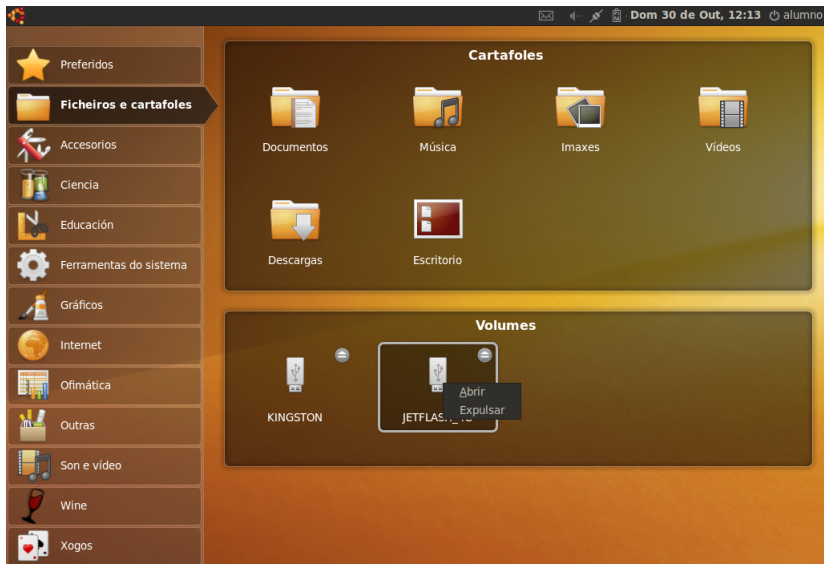 Dom 30 de Out, 12:13 alumno
Preferidos
Ficheiros e cartafoles
Accesorios
Ciencia
Educación
Ferramentas do sistema
Gráficos
Internet
Ofimática
Outras
Son e vídeo
Wine
Xogos
Cartafoles
Documentos
Música
Imaxes
Vídeos
Descargas
Escritorio
Volumes
KINGSTON
Abrir
Expulsar